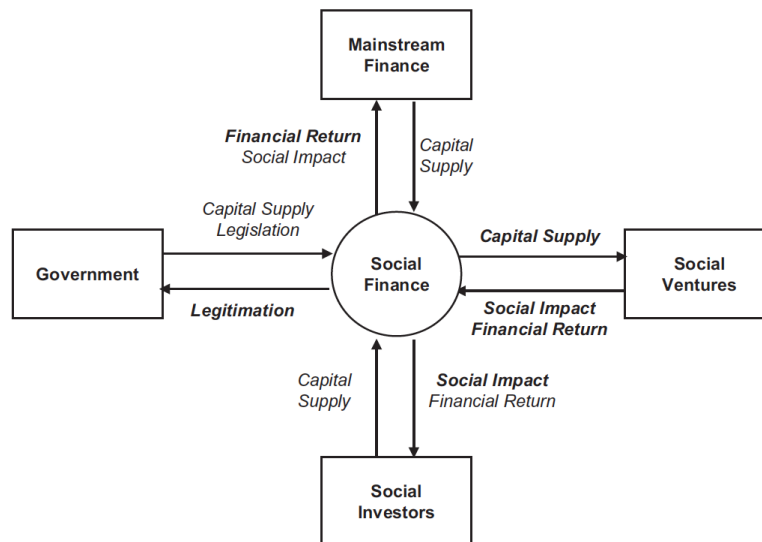 Mainstream
Finance
Financial Return
Social Impact
Capital
Supply
Capital Supply
Legislation
Government
Legitimation
Social
Finance
Capital Supply
Social Impact
Financial Return
Social
Ventures
Capital
Supply
Social Impact
Financial Return
Social
Investors